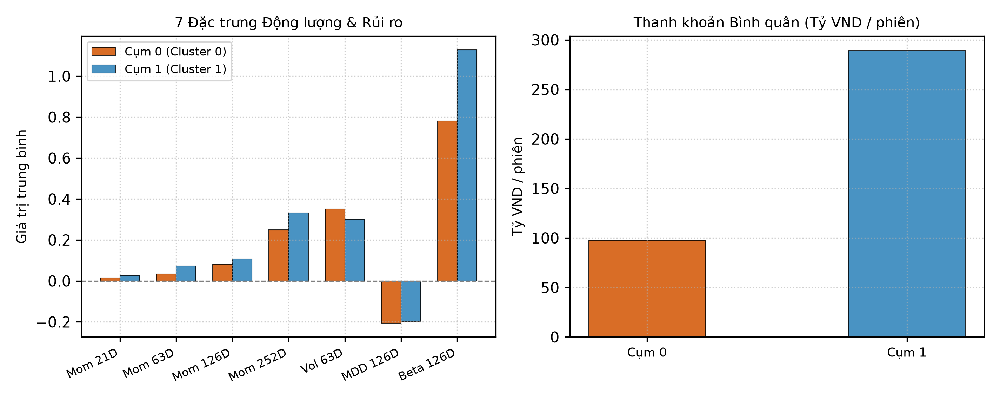 7 Đặc trưng Động lượng & Rủi ro
Cụm 0 (Cluster 0)
Cụm 1 (Cluster 1)
Giá trị trung bình
1.0
0.8
0.6
0.4
0.2
0.0
−0.2
Mom 21D
Mom 63D
Mom 126D
Mom 252D
Vol 63D
MDD 126D
Beta 126D
Thanh khoản Bình quân (Tỷ VND / phiên)
Tỷ VND / phiên
300
250
200
150
100
50
0
Cụm 0
Cụm 1